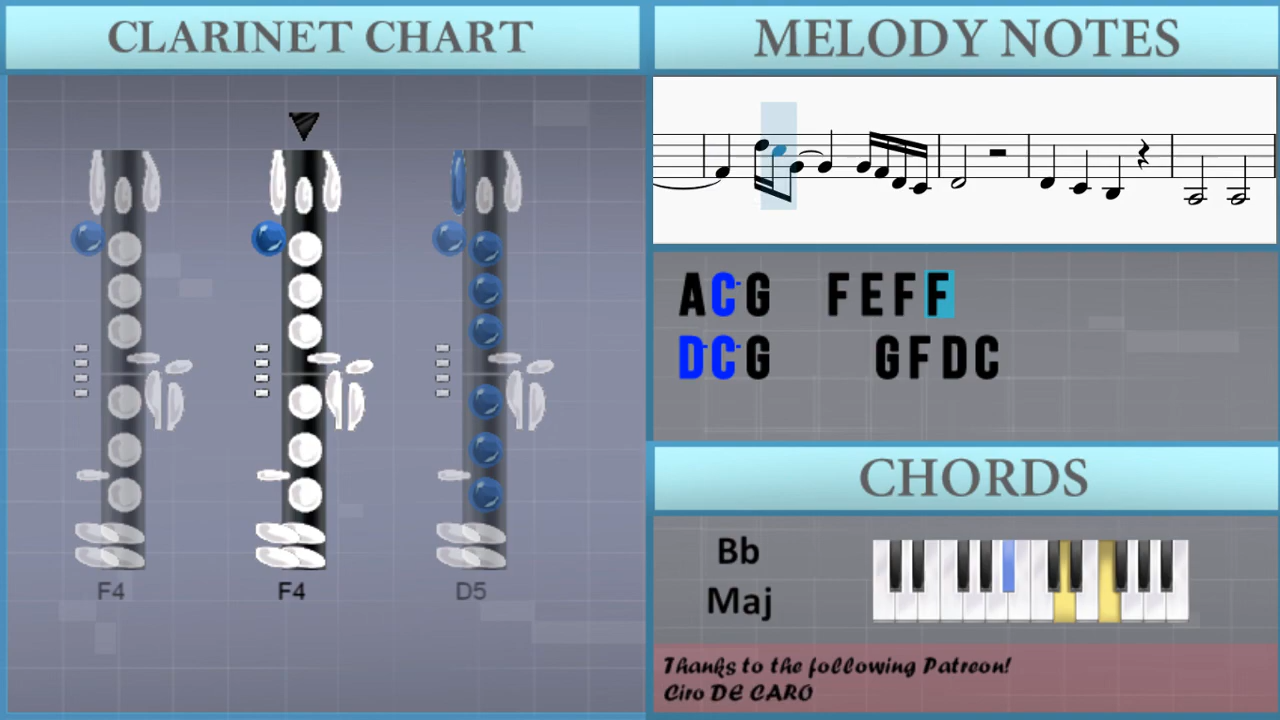 CLARINET CHART
F4
F4
D5
MELODY NOTES
A C G F E F F
D C G G F D C
CHORDS
Bb
Maj
Thanks to the following Patreon!
Ciro DE CARO